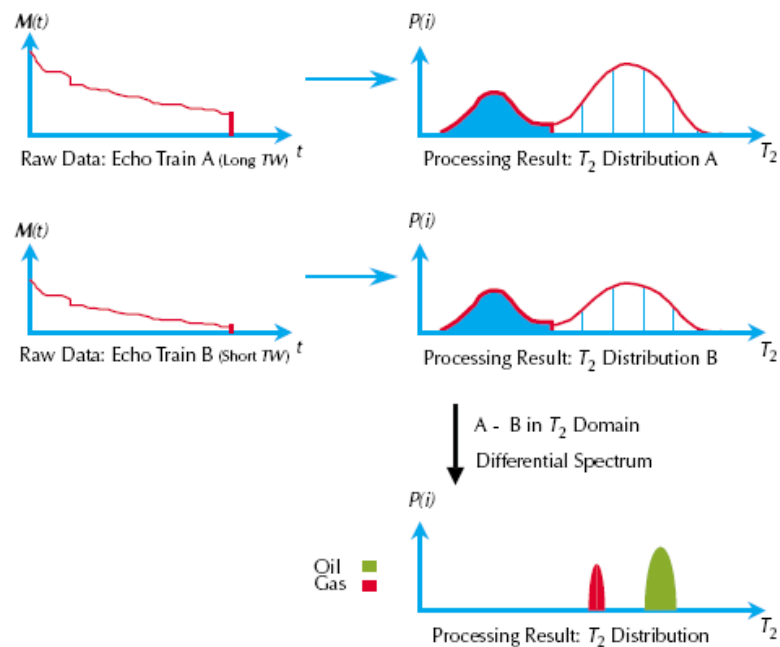 M(t)
t
Raw Data: Echo Train A (Long TW)
P(i)
T2
Processing Result: T2 Distribution A
M(t)
t
Raw Data: Echo Train B (Short TW)
P(i)
T2
Processing Result: T2 Distribution B
A - B in T2 Domain
Differential Spectrum
P(i)
Oil
Gas
T2
Processing Result: T2 Distribution